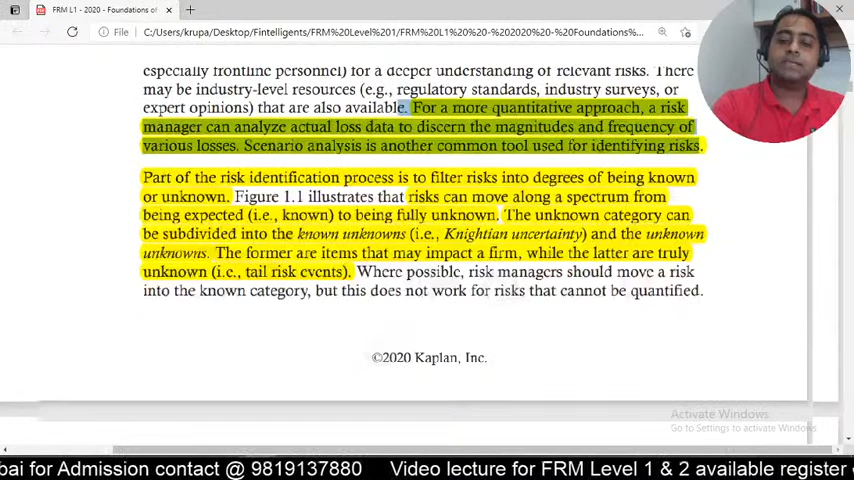 FRM L1 - 2020 - Foundations of
File
C:/Users/krupa/Desktop/Fintelligents/FRM%20Level%201/FRM%20L1%20%20-%202020%20-%20Foundations%...
especially frontline personnel) for a deeper understanding of relevant risks. There
may be industry-level resources (e.g., regulatory standards, industry surveys, or
expert opinions) that are also available. For a more quantitative approach, a risk
manager can analyze actual loss data to discern the magnitudes and frequency of
various losses. Scenario analysis is another common tool used for identifying risks.
Part of the risk identification process is to filter risks into degrees of being known
or unknown. Figure 1.1 illustrates that risks can move along a spectrum from
being expected (i.e., known) to being fully unknown. The unknown category can
be subdivided into the known unknowns (i.e., Knightian uncertainty) and the unknown
unknowns. The former are items that may impact a firm, while the latter are truly
unknown (i.e., tail risk events). Where possible, risk managers should move a risk
into the known category, but this does not work for risks that cannot be quantified.
©2020 Kaplan, Inc.
Activate Windows
Go to Settings to activate Windows.
bai for Admission contact @ 9819137880 Video lecture for FRM Level 1 & 2 available register